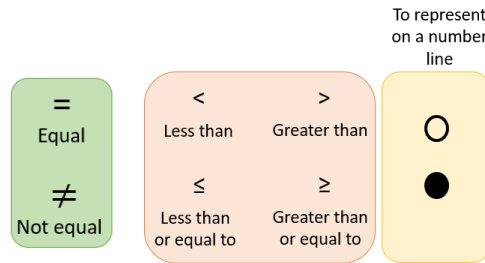 To represent
on a number
line
=
Equal
≠
Not equal
<
Less than
>
Greater than
≤
Less than
or equal to
≥
Greater than
or equal to